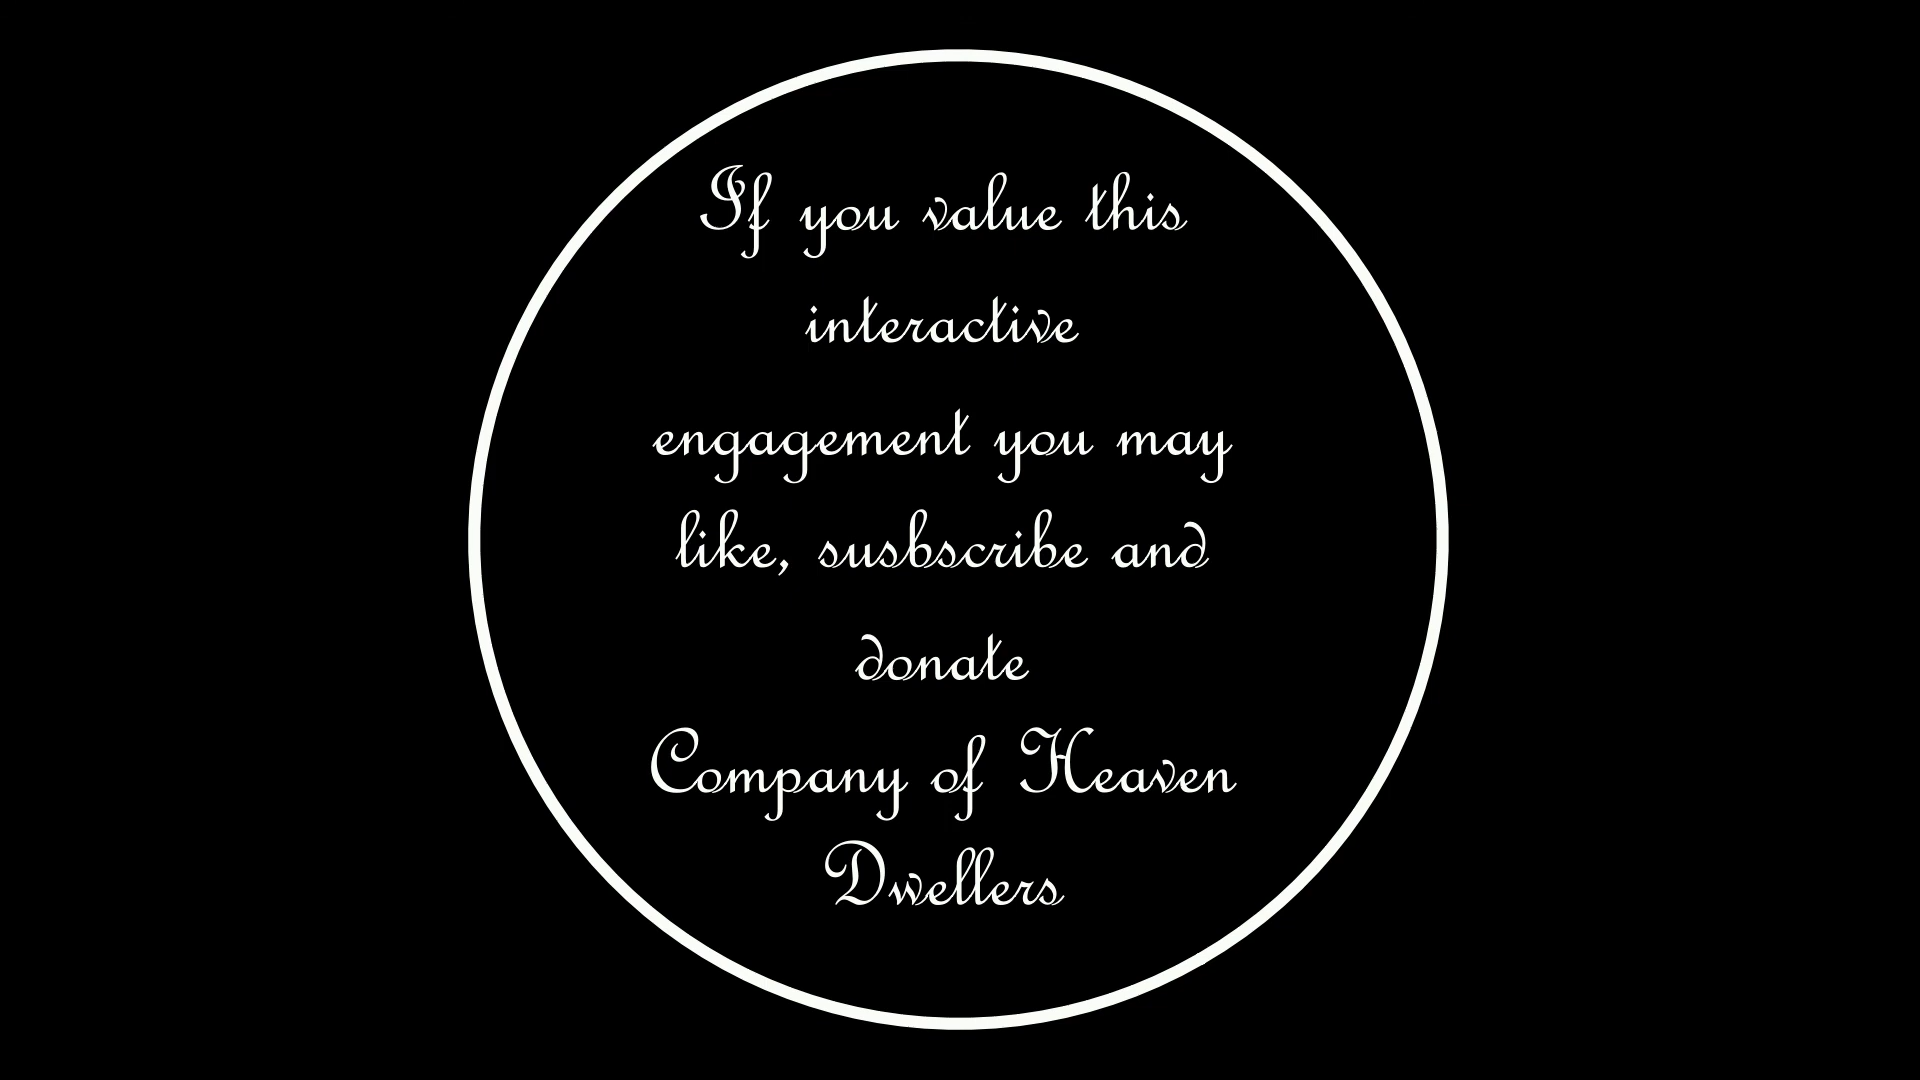 If you value this
interactive
engagement you may
like, susbscribe and
donate
Company of Heaven
Dwellers